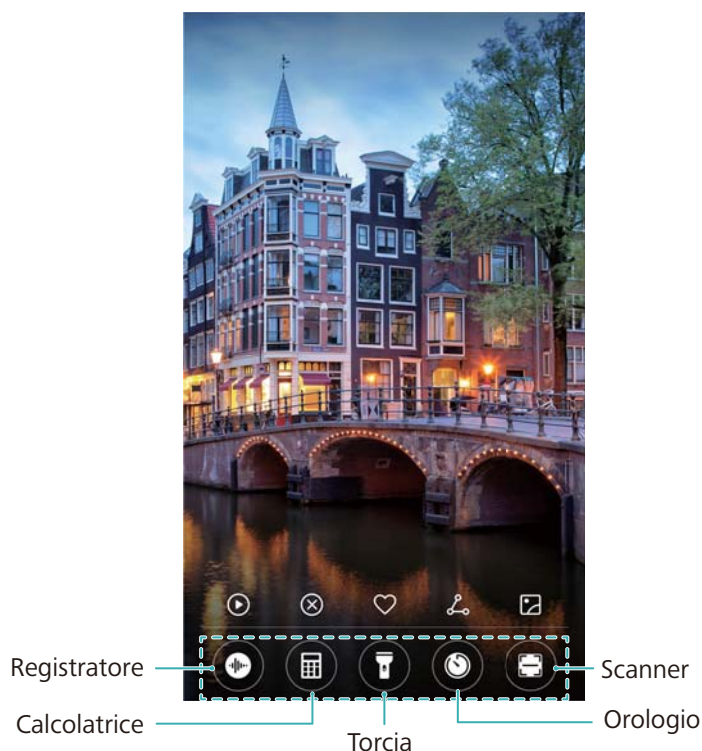 Registratore
Scanner
Calcolatrice
Orologio
Torcia